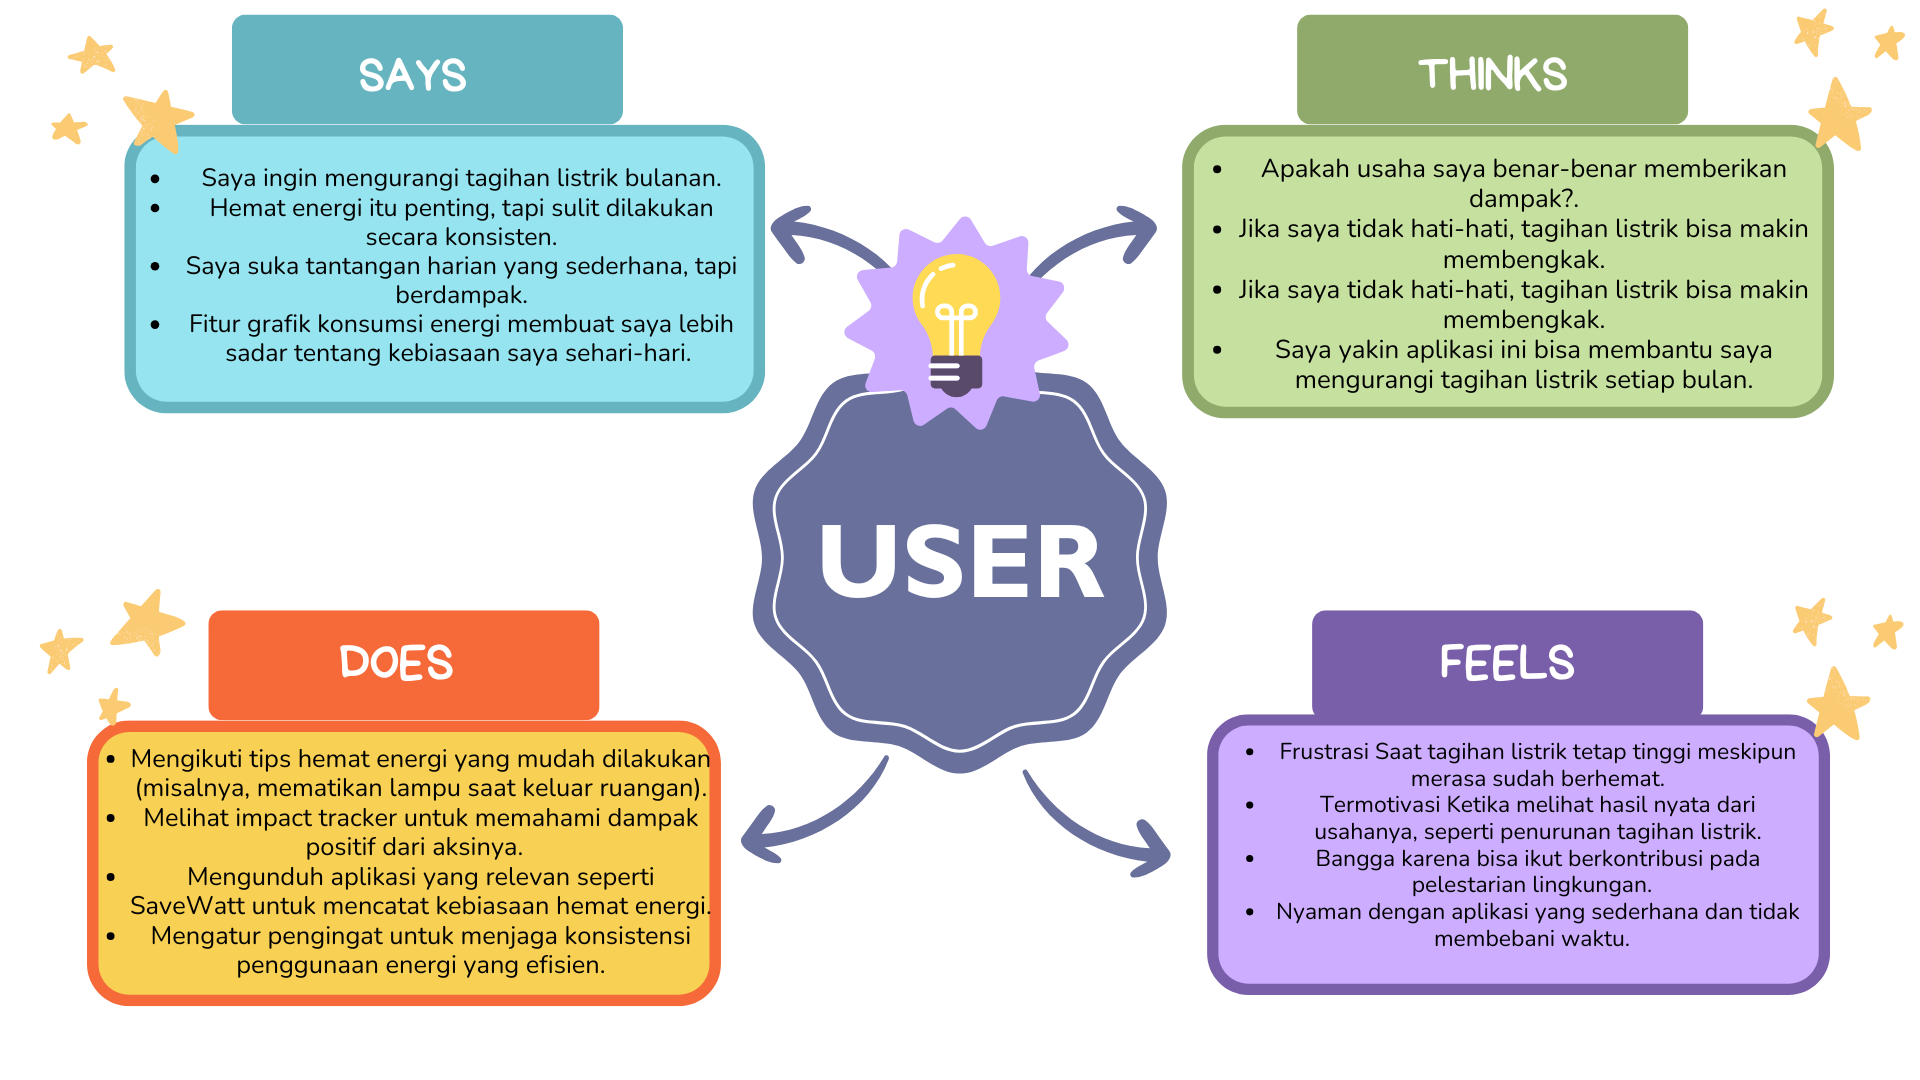 SAYS
• Saya ingin mengurangi tagihan listrik bulanan.
• Hemat energi itu penting, tapi sulit dilakukan
secara konsisten.
• Saya suka tantangan harian yang sederhana, tapi
berdampak.
• Fitur grafik konsumsi energi membuat saya lebih
sadar tentang kebiasaan saya sehari-hari.
THINKS
• Apakah usaha saya benar-benar memberikan
dampak?.
• Jika saya tidak hati-hati, tagihan listrik bisa makin
membengkak.
• Jika saya tidak hati-hati, tagihan listrik bisa makin
membengkak.
• Saya yakin aplikasi ini bisa membantu saya
mengurangi tagihan listrik setiap bulan.
USER
DOES
• Mengikuti tips hemat energi yang mudah dilakukan
(misalnya, mematikan lampu saat keluar ruangan).
• Melihat impact tracker untuk memahami dampak
positif dari aksinya.
• Mengunduh aplikasi yang relevan seperti
SaveWatt untuk mencatat kebiasaan hemat energi.
• Mengatur pengingat untuk menjaga konsistensi
penggunaan energi yang efisien.
FEELS
• Frustrasi Saat tagihan listrik tetap tinggi meskipun
merasa sudah berhemat.
• Termotivasi Ketika melihat hasil nyata dari
usahanya, seperti penurunan tagihan listrik.
• Bangga karena bisa ikut berkontribusi pada
pelestarian lingkungan.
• Nyaman dengan aplikasi yang sederhana dan tidak
membebani waktu.